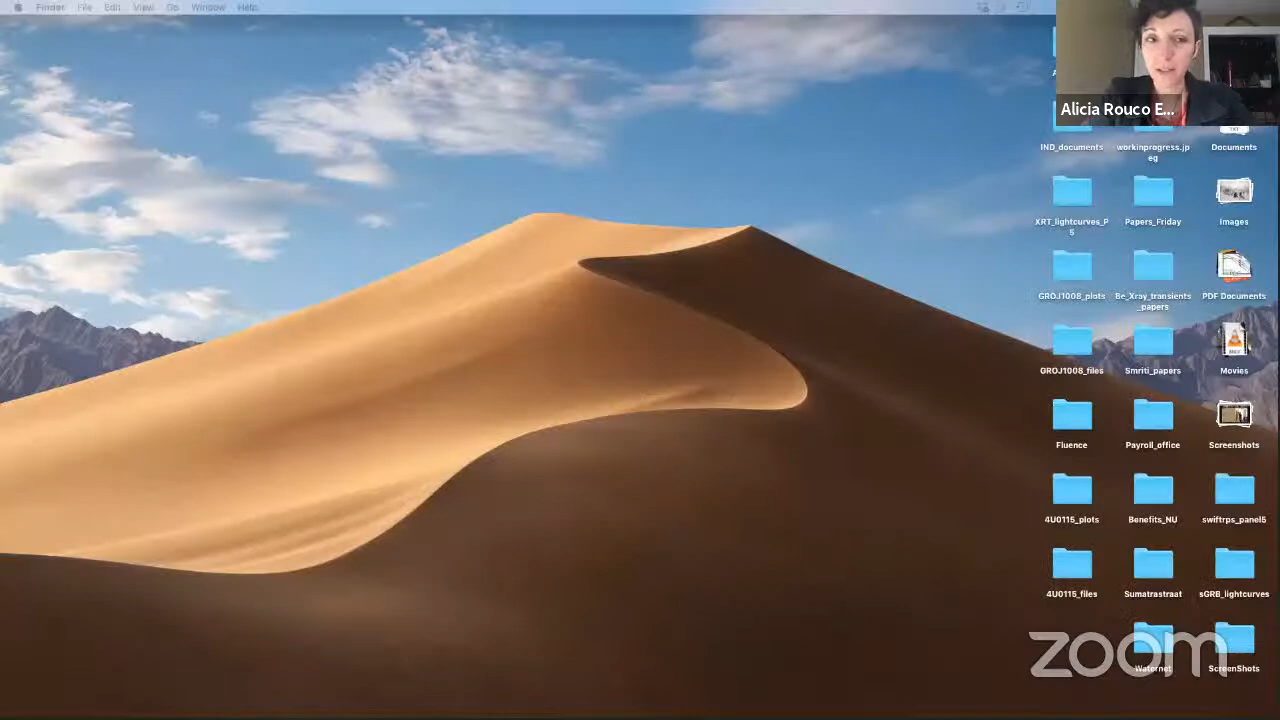 Finder File Edit View Go Window Help
Alicia Rouco E...
IND_documents workinprogress.jp Documents
eg
XRT_lightcurves_P Papers_Friday Images
5
GROJ1008_plots Be_Xray_transients PDF Documents
_papers
GROJ1008_files Smriti_papers Movies
Fluence Payroll_office Screenshots
4U0115_plots Benefits_NU swiftrps_panel5
4U0115_files Sumatrastraat sGRB_lightcurves
Waternet ScreenShots
zoom